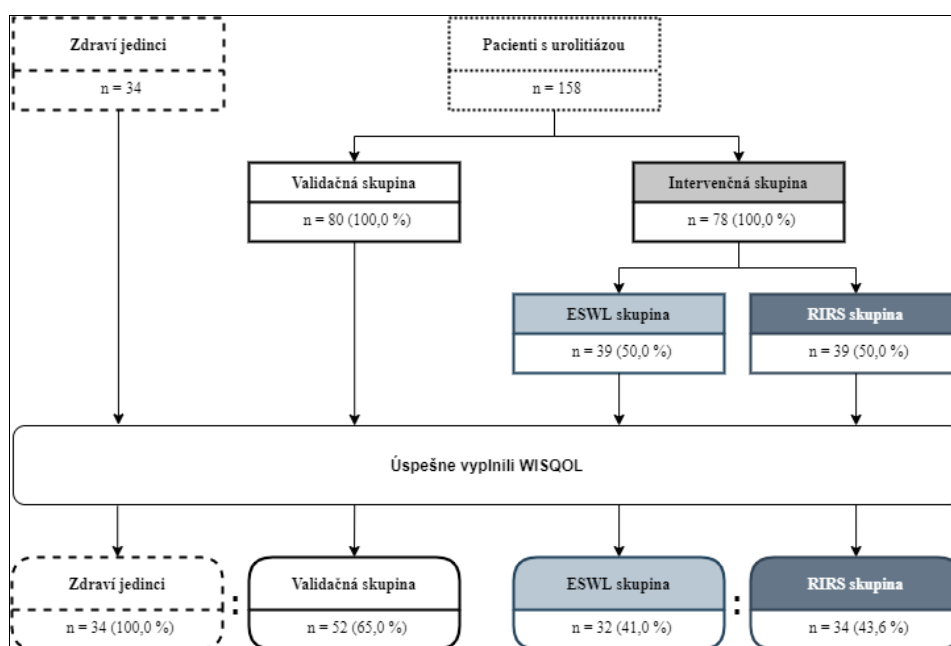 Zdraví jedinci
n = 34
Pacienti s urolitiázou
n = 158
Validačná skupina
n = 80 (100,0 %)
Intervenčná skupina
n = 78 (100,0 %)
ESWL skupina
n = 39 (50,0 %)
RIRS skupina
n = 39 (50,0 %)
Úspešne vyplnili WISQOL
Zdraví jedinci
n = 34 (100,0 %)
:
Validačná skupina
n = 52 (65,0 %)
ESWL skupina
n = 32 (41,0 %)
:
RIRS skupina
n = 34 (43,6 %)